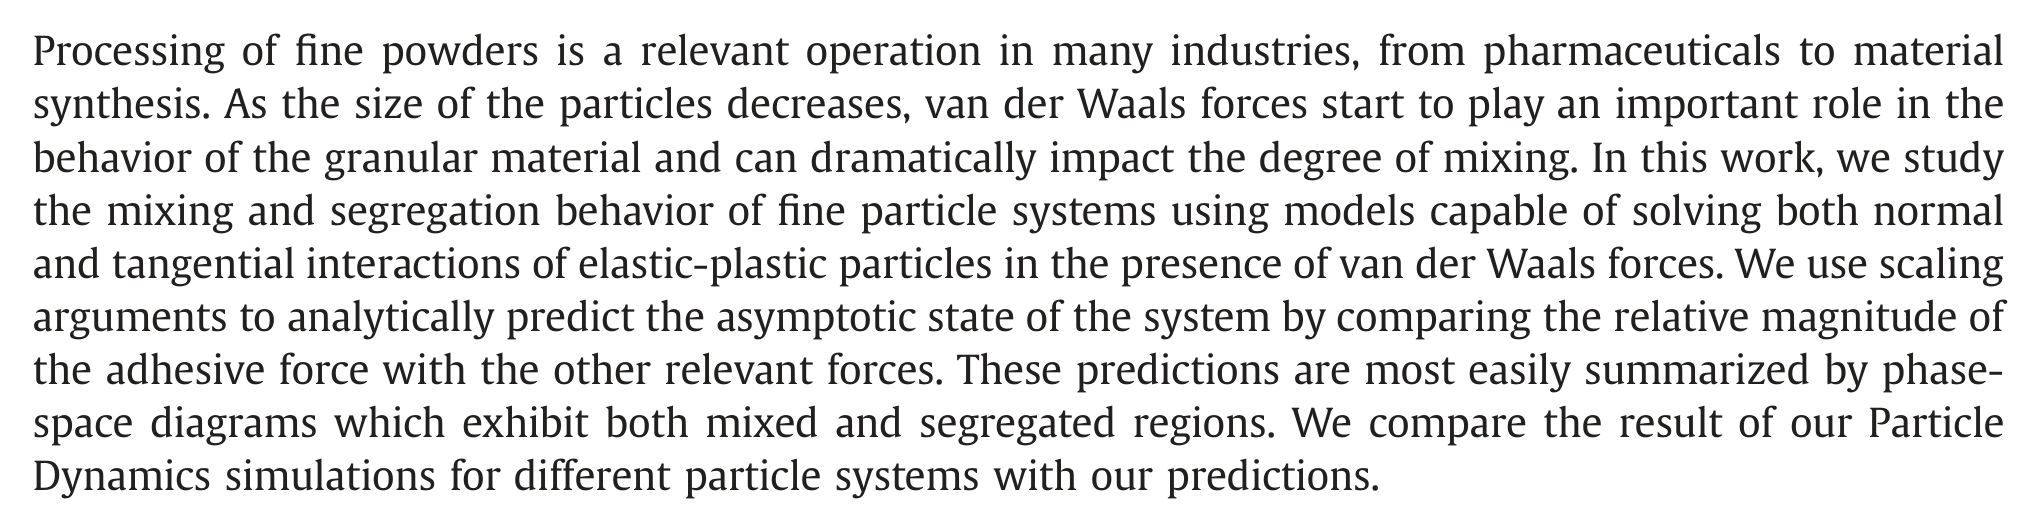 Processing of fine powders is a relevant operation in many industries, from pharmaceuticals to material
synthesis. As the size of the particles decreases, van der Waals forces start to play an important role in the
behavior of the granular material and can dramatically impact the degree of mixing. In this work, we study
the mixing and segregation behavior of fine particle systems using models capable of solving both normal
and tangential interactions of elastic-plastic particles in the presence of van der Waals forces. We use scaling
arguments to analytically predict the asymptotic state of the system by comparing the relative magnitude of
the adhesive force with the other relevant forces. These predictions are most easily summarized by phase-
space diagrams which exhibit both mixed and segregated regions. We compare the result of our Particle
Dynamics simulations for different particle systems with our predictions.